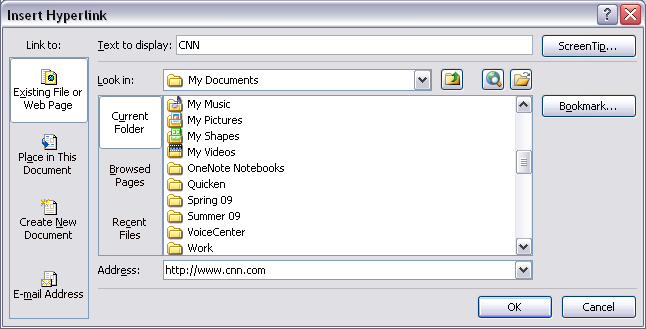 Insert Hyperlink
Link to:
Text to display: CNN
ScreenTip...
Existing File or
Web Page
Look in: My Documents
Bookmark...
Current
Folder
My Music
My Pictures
My Shapes
My Videos
Place in This
Document
Browsed
Pages
OneNote Notebooks
Quicken
Spring 09
Summer 09
VoiceCenter
Work
Create New
Document
Recent
Files
E-mail Address
Address: http://www.cnn.com
OK
Cancel